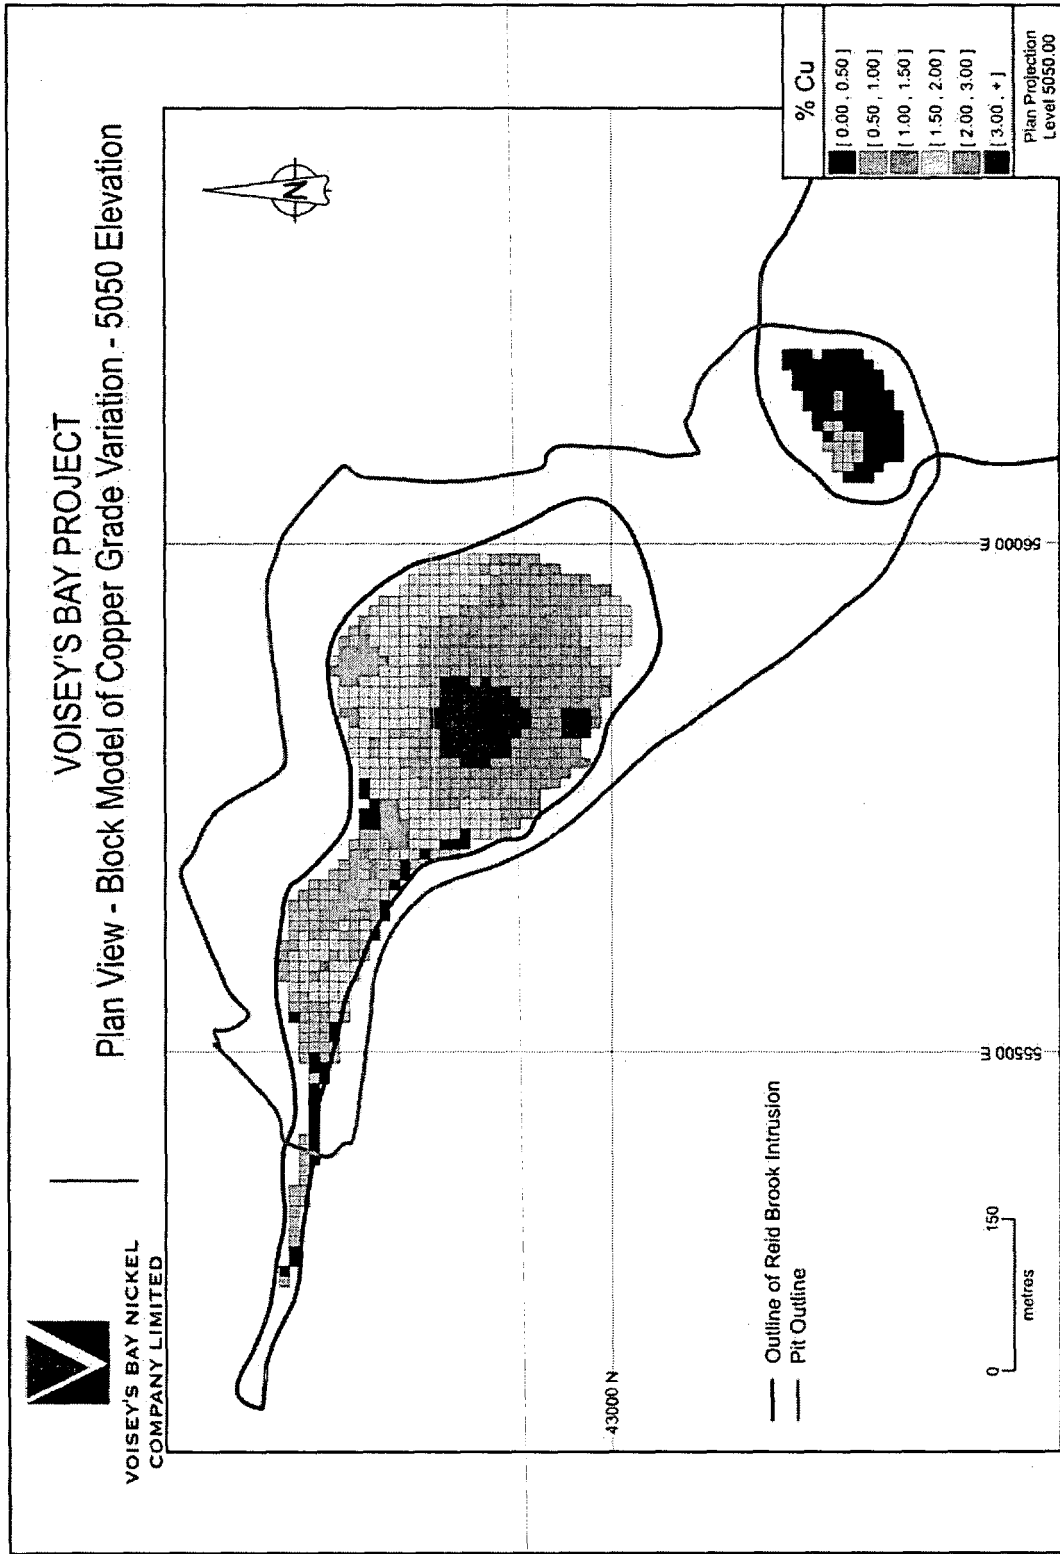 VOISEY'S BAY PROJECT
Plan View - Block Model of Copper Grade Variation - 5050 Elevation
VOISEY'S BAY NICKEL
COMPANY LIMITED
N
43000 N
55500 E
56000 E
Outline of Reid Brook Intrusion
Pit Outline
0 150
metres
% Cu
[ 0.00 , 0.50 ]
[ 0.50 , 1.00 ]
[ 1.00 , 1.50 ]
[ 1.50 , 2.00 ]
[ 2.00 , 3.00 ]
[ 3.00 , + ]
Plan Projection
Level 5050.00